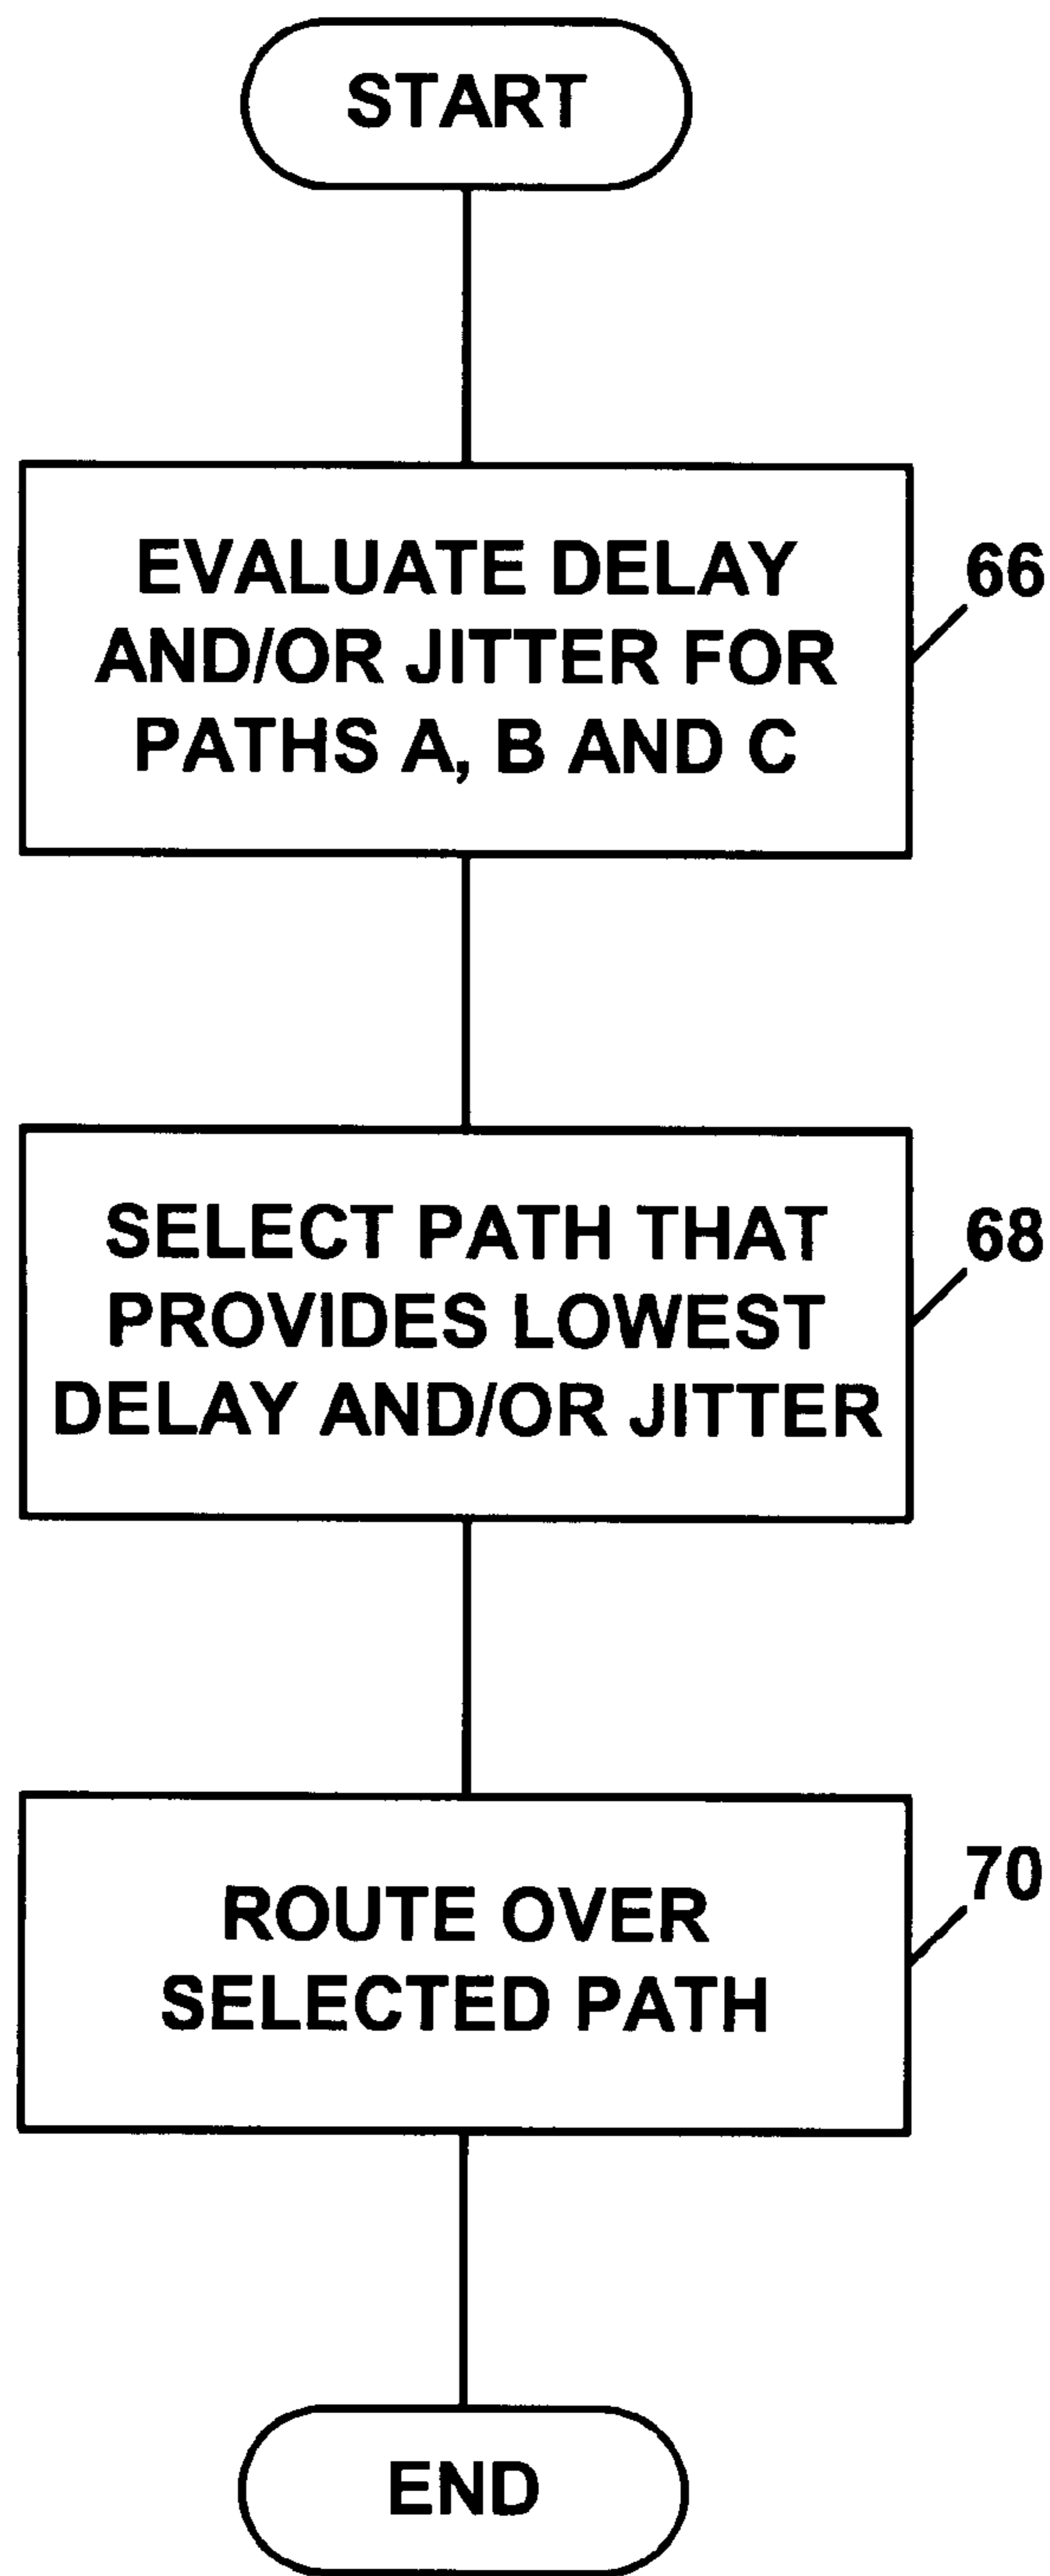 START
EVALUATE DELAY
AND/OR JITTER FOR
PATHS A, B AND C
66
SELECT PATH THAT
PROVIDES LOWEST
DELAY AND/OR JITTER
68
ROUTE OVER
SELECTED PATH
70
END